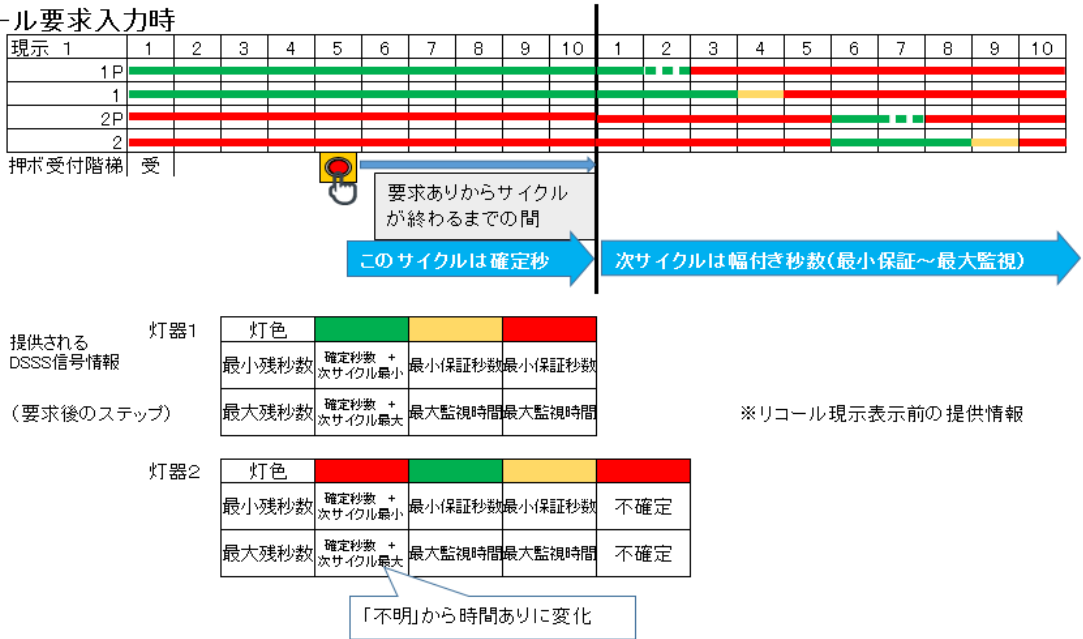 ール要求入力時
現示 1 1 2 3 4 5 6 7 8 9 10 1 2 3 4 5 6 7 8 9 10
1P
1
2P
2
押ボ受付階梯 受
要求ありからサイクル
が終わるまでの間
このサイクルは確定秒
次サイクルは幅付き秒数(最小保証～最大監視)
提供される
DSSS信号情報
(要求後のステップ)
灯器1
灯色
最小残秒数 確定秒数 + 次サイクル最小 最小保証秒数 最小保証秒数
最大残秒数 確定秒数 + 次サイクル最大 最大監視時間 最大監視時間
※リコール現示表示前の提供情報
灯器2
灯色
最小残秒数 確定秒数 + 次サイクル最小 最小保証秒数 最小保証秒数 不確定
最大残秒数 確定秒数 + 次サイクル最大 最大監視時間 最大監視時間 不確定
「不明」から時間ありに変化